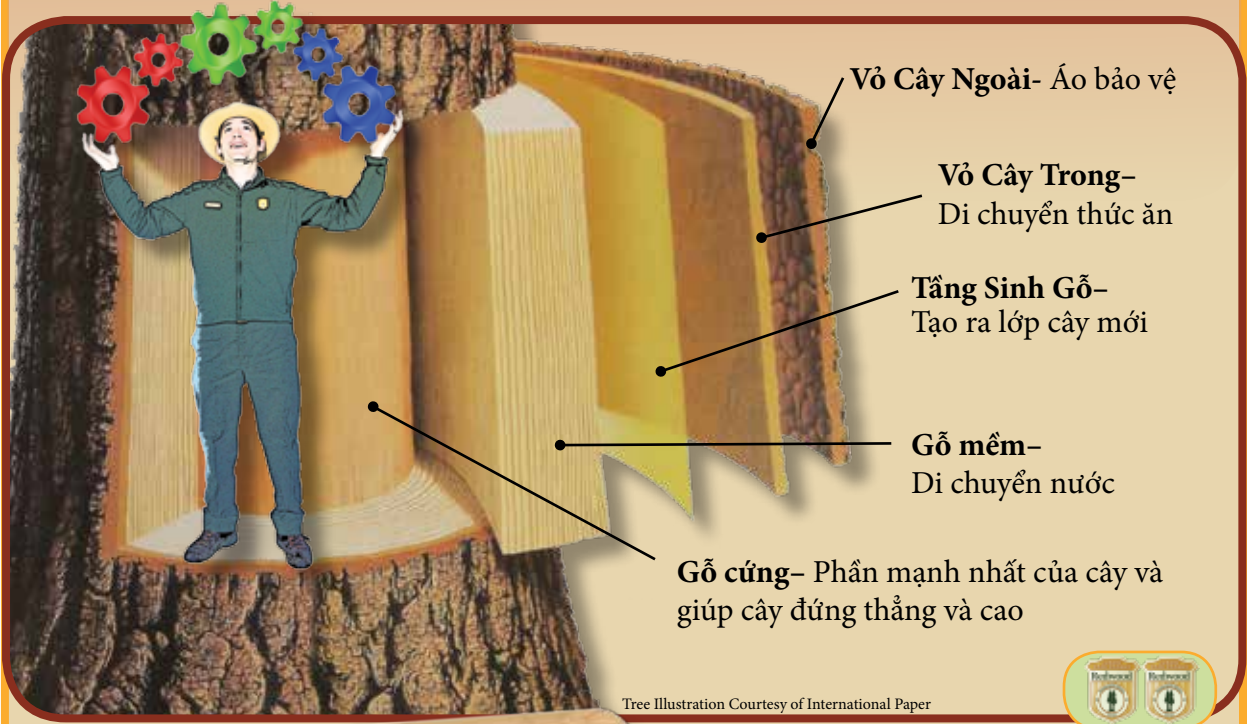 Vỏ Cây Ngoài- Áo bảo vệ
Vỏ Cây Trong–
Di chuyển thức ăn
Tầng Sinh Gỗ–
Tạo ra lớp cây mới
Gỗ mềm–
Di chuyển nước
Gỗ cứng– Phần mạnh nhất của cây và
giúp cây đứng thẳng và cao
Tree Illustration Courtesy of International Paper
Redwood Redwood